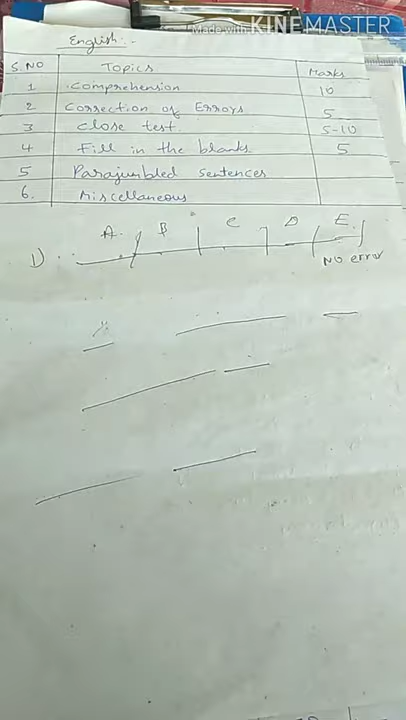 Made with KINEMASTER
English:-
S.NO Topics Marks
1 Comprehension 10
2 Correction of Errors 5
3 Close test 5-10
4 Fill in the blanks 5
5 Parajumbled sentences
6. Miscellaneous
A. B C D E.
1)
No error